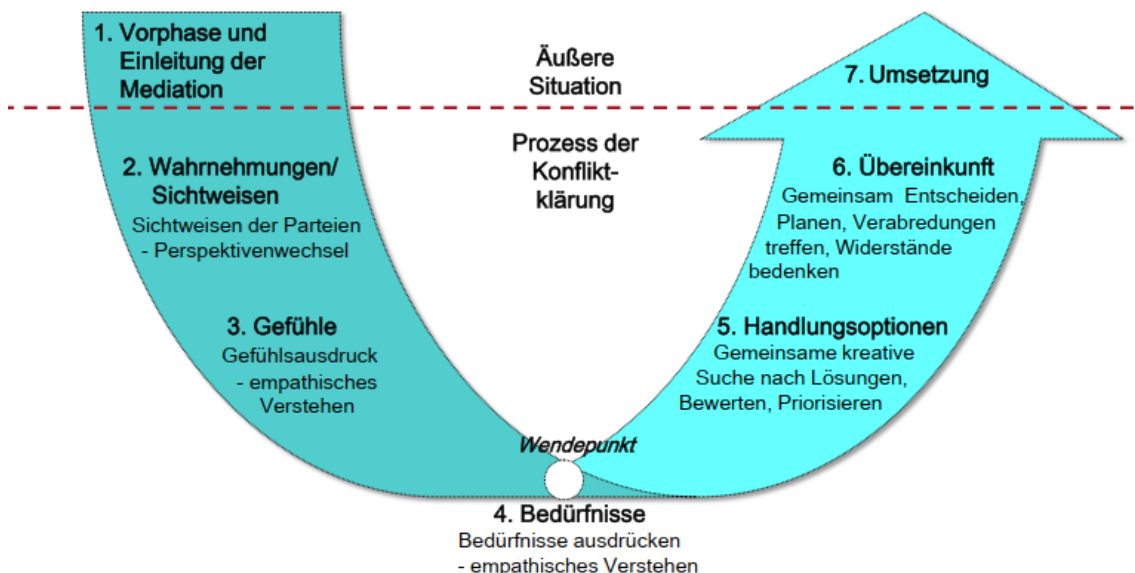 1. Vorphase und
Einleitung der
Mediation
Äußere
Situation
7. Umsetzung
Prozess der
Konflikt-
klärung
2. Wahrnehmungen/
Sichtweisen
Sichtweisen der Parteien
- Perspektivenwechsel
3. Gefühle
Gefühlsausdruck
- empathisches
Verstehen
Wendepunkt
4. Bedürfnisse
Bedürfnisse ausdrücken
- empathisches Verstehen
5. Handlungsoptionen
Gemeinsame kreative
Suche nach Lösungen,
Bewerten, Priorisieren
6. Übereinkunft
Gemeinsam Entscheiden,
Planen, Verabredungen
treffen, Widerstände
bedenken